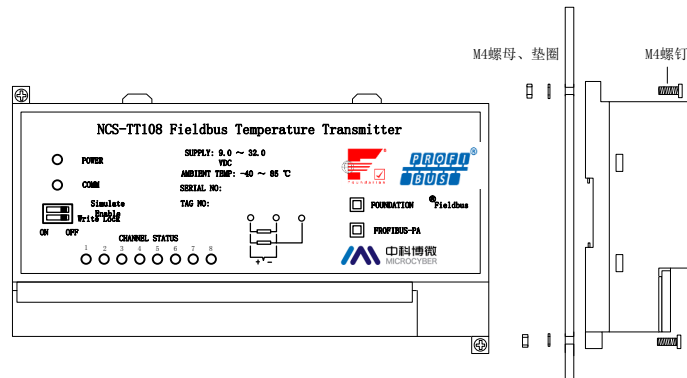 M4螺母、垫圈
M4螺钉
NCS-TT108 Fieldbus Temperature Transmitter
POWER
SUPPLY: 9.0 ～ 32.0
VDC
AMBIENT TEMP: -40 ～ 85 ℃
COMM
SERIAL NO:
TAG NO:
Simulate
Enable
Write Lock
ON OFF
CHANNEL STATUS
1 2 3 4 5 6 7 8
+ -
Foundation
PROFI
BUS
®
FOUNDATION ®Fieldbus
PROFIBUS-PA
中科博微
MICROCYBER